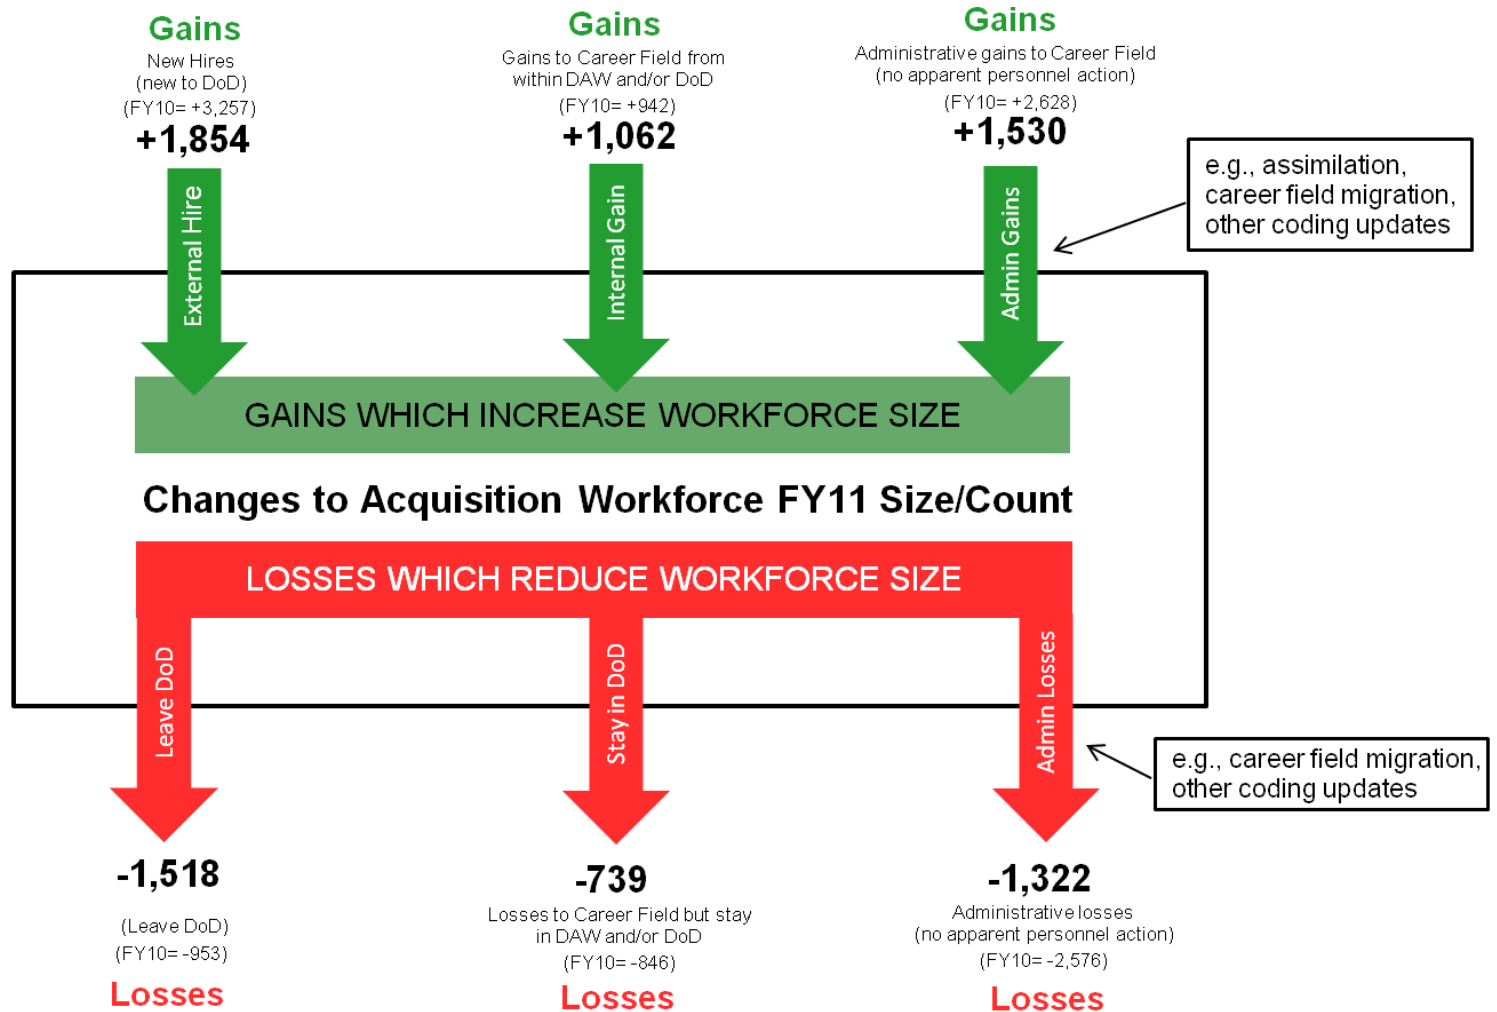 Gains
New Hires
(new to DoD)
(FY10= +3,257)
+1,854
Gains
Gains to Career Field from
within DAW and/or DoD
(FY10= +942)
+1,062
Gains
Administrative gains to Career Field
(no apparent personnel action)
(FY10= +2,628)
+1,530
e.g., assimilation,
career field migration,
other coding updates
External Hire
Internal Gain
Admin Gains
GAINS WHICH INCREASE WORKFORCE SIZE
Changes to Acquisition Workforce FY11 Size/Count
LOSSES WHICH REDUCE WORKFORCE SIZE
Leave DoD
Stay in DoD
Admin Losses
e.g., career field migration,
other coding updates
-1,518
(Leave DoD)
(FY10= -953)
Losses
-739
Losses to Career Field but stay
in DAW and/or DoD
(FY10= -846)
Losses
-1,322
Administrative losses
(no apparent personnel action)
(FY10= -2,576)
Losses